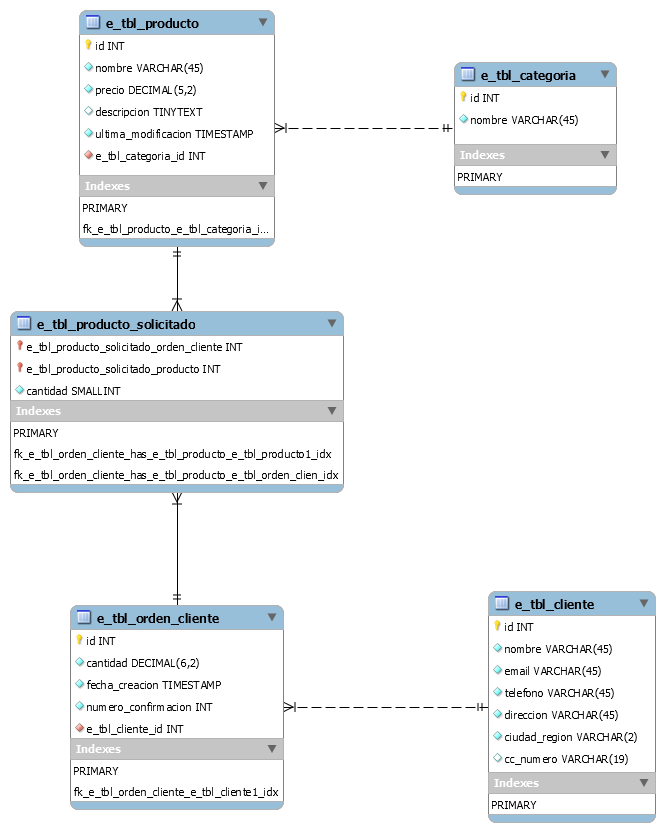 e_tbl_producto
id INT
nombre VARCHAR(45)
precio DECIMAL(5,2)
descripcion TINYTEXT
ultima_modificacion TIMESTAMP
e_tbl_categoria_id INT
Indexes
PRIMARY
fk_e_tbl_producto_e_tbl_categoria_i...
e_tbl_categoria
id INT
nombre VARCHAR(45)
Indexes
PRIMARY
e_tbl_producto_solicitado
e_tbl_producto_solicitado_orden_cliente INT
e_tbl_producto_solicitado_producto INT
cantidad SMALLINT
Indexes
PRIMARY
fk_e_tbl_orden_cliente_has_e_tbl_producto_e_tbl_producto1_idx
fk_e_tbl_orden_cliente_has_e_tbl_producto_e_tbl_orden_clien_idx
e_tbl_orden_cliente
id INT
cantidad DECIMAL(6,2)
fecha_creacion TIMESTAMP
numero_confirmacion INT
e_tbl_cliente_id INT
Indexes
PRIMARY
fk_e_tbl_orden_cliente_e_tbl_cliente1_idx
e_tbl_cliente
id INT
nombre VARCHAR(45)
email VARCHAR(45)
telefono VARCHAR(45)
direccion VARCHAR(45)
ciudad_region VARCHAR(2)
cc_numero VARCHAR(19)
Indexes
PRIMARY